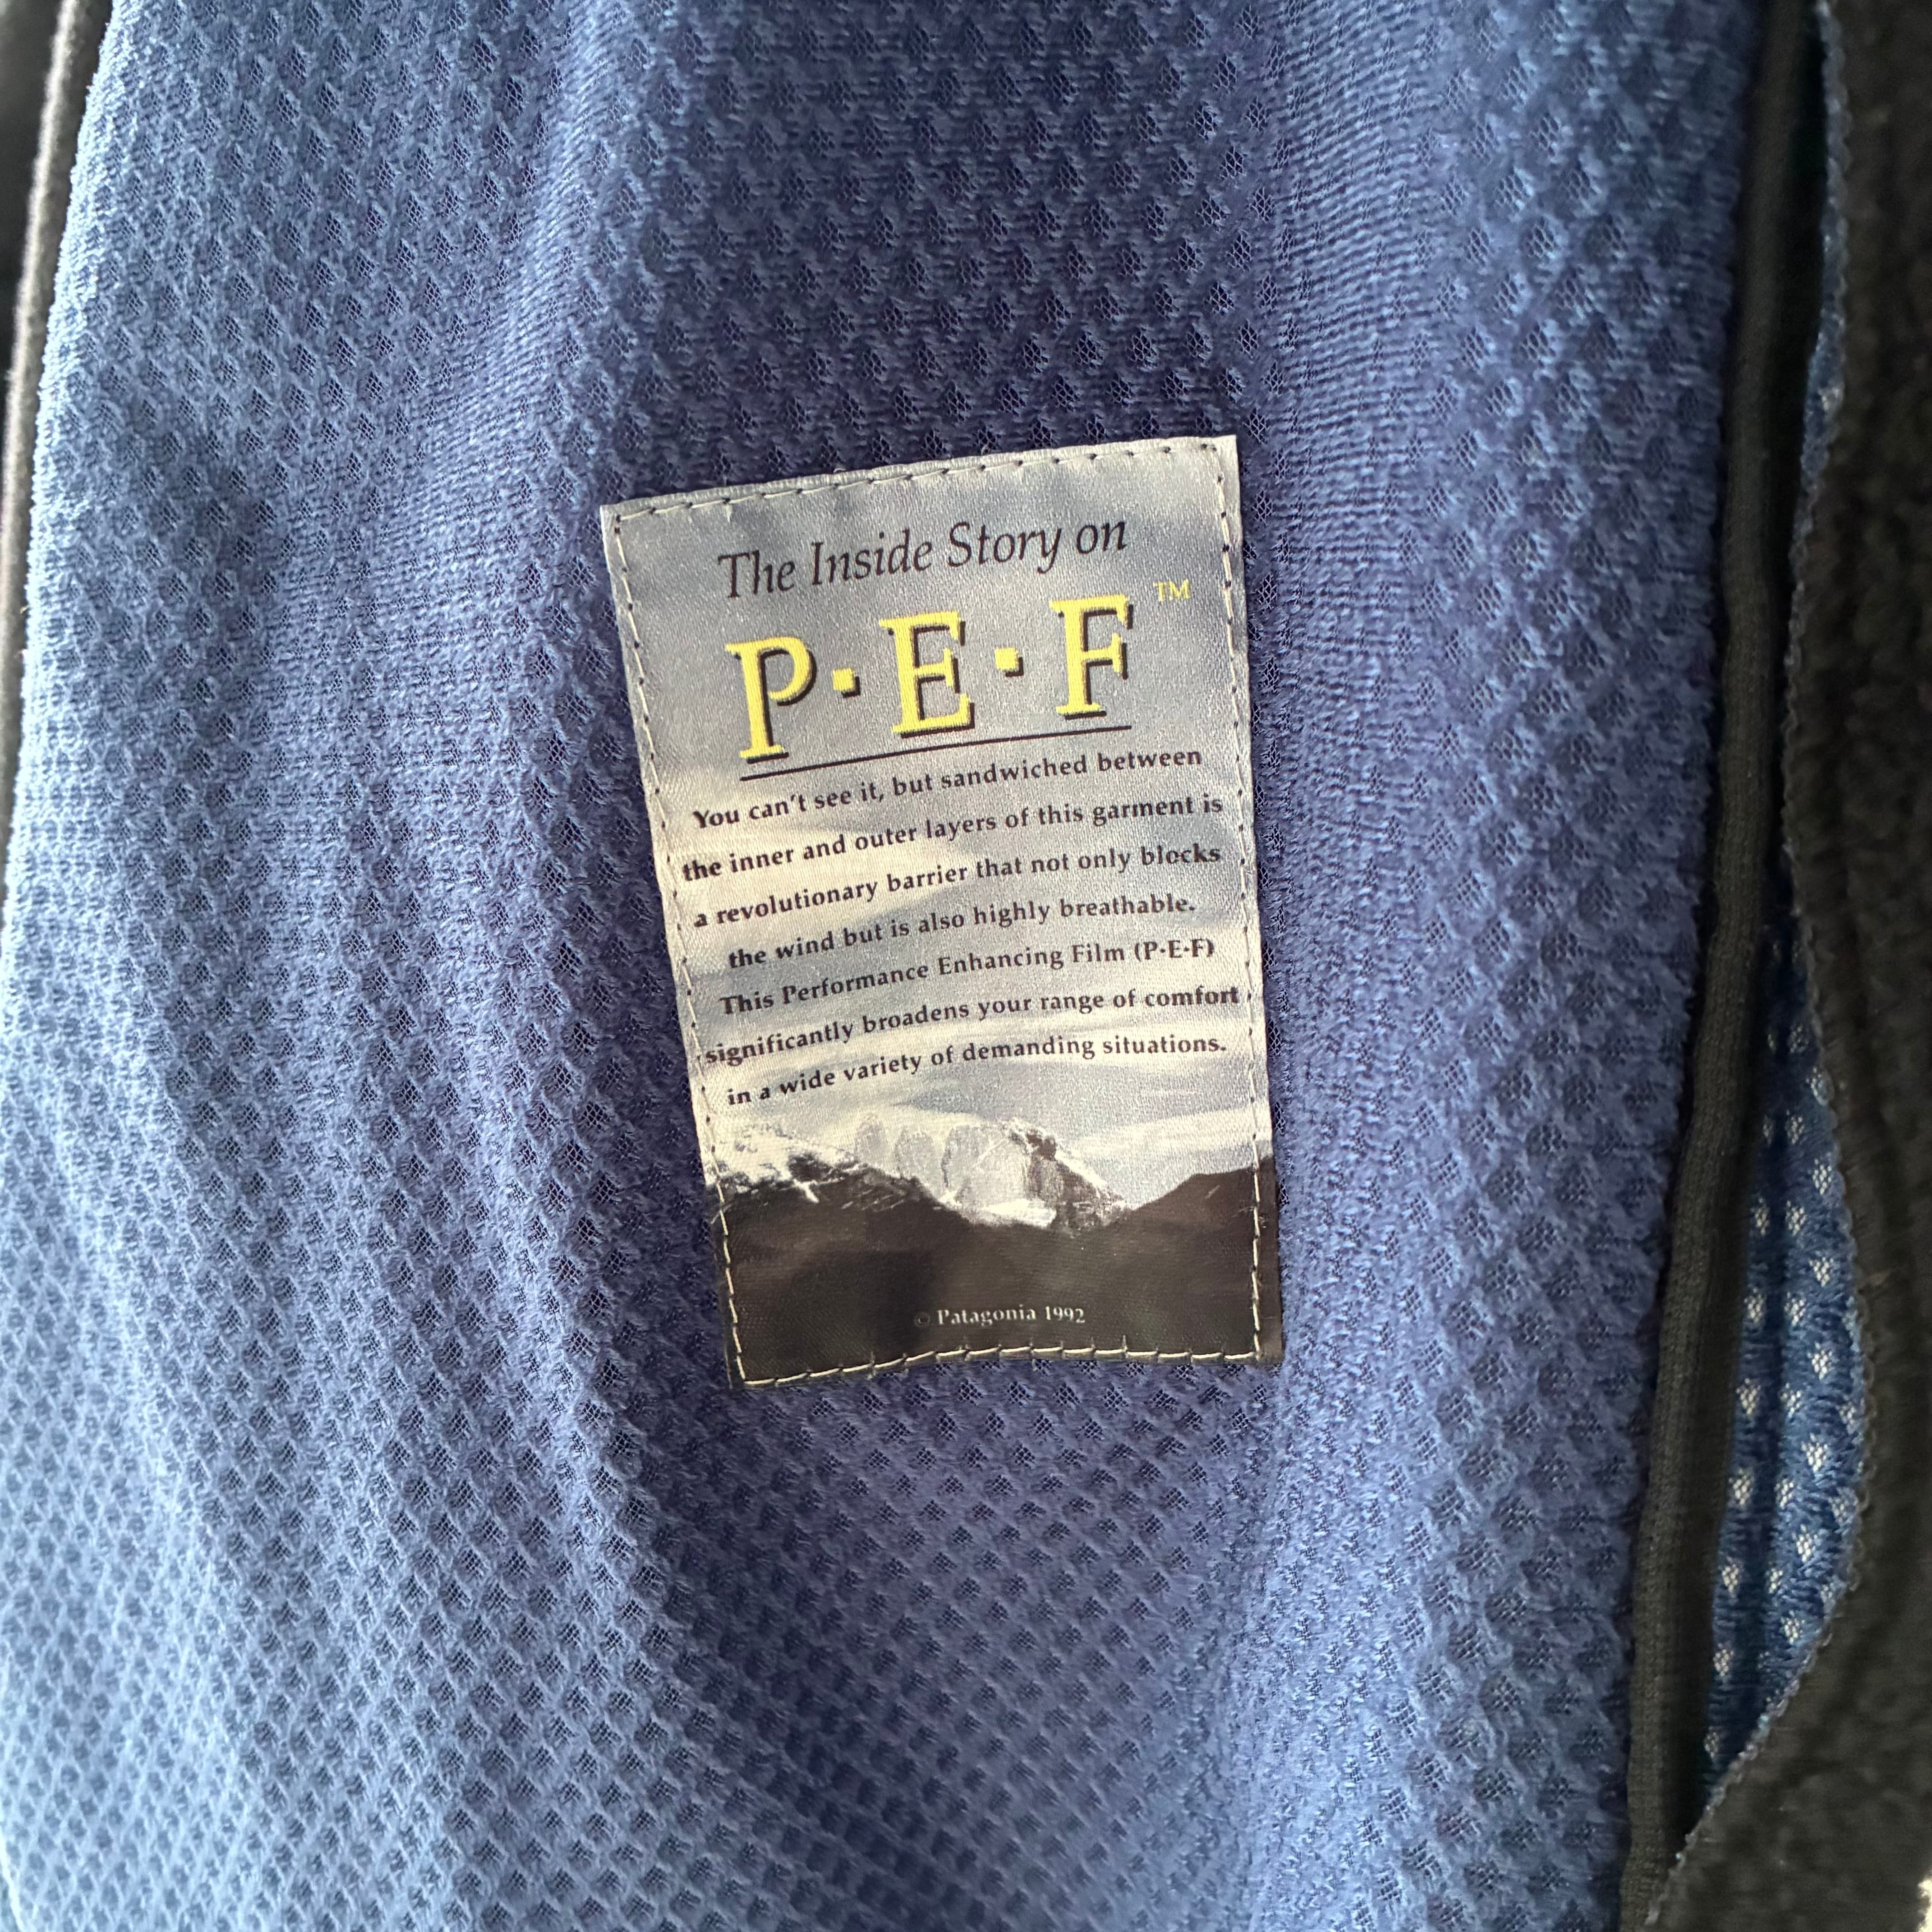 The Inside Story on
P·E·F™
You can't see it, but sandwiched between
the inner and outer layers of this garment is
a revolutionary barrier that not only blocks
the wind but is also highly breathable.
This Performance Enhancing Film (P·E·F)
significantly broadens your range of comfort
in a wide variety of demanding situations.
© Patagonia 1992